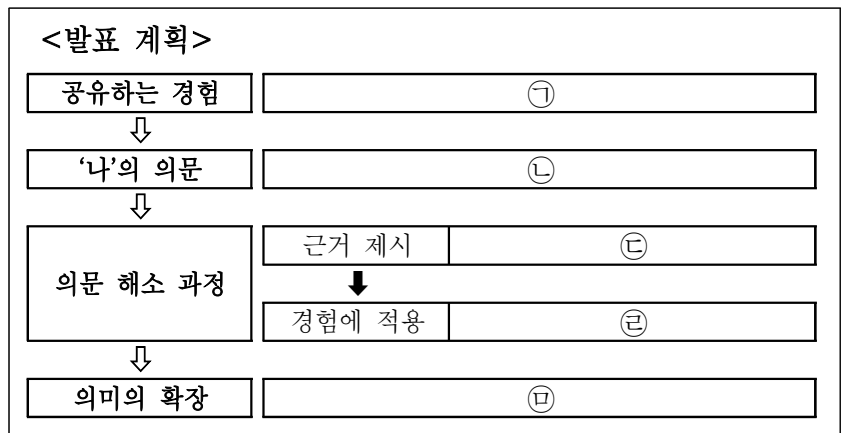 <발표 계획>
공유하는 경험 ㉠
⇩
‘나’의 의문 ㉡
⇩
의문 해소 과정 근거 제시 ㉢
⬇
경험에 적용 ㉣
⇩
의미의 확장 ㉤